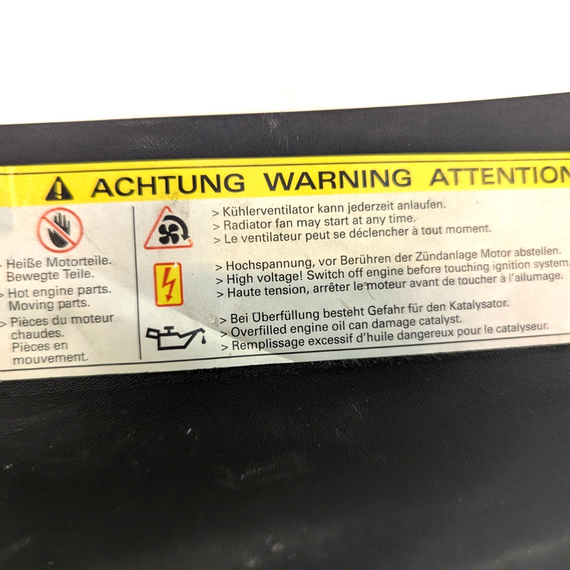 ACHTUNG WARNING ATTENTION
> Heiße Motorteile.
Bewegte Teile.
> Hot engine parts.
Moving parts.
> Pièces du moteur
chaudes.
Pièces en
mouvement.
> Kühlerventilator kann jederzeit anlaufen.
> Radiator fan may start at any time.
> Le ventilateur peut se déclencher à tout moment.
> Hochspannung, vor Berühren der Zündanlage Motor abstellen.
> High voltage! Switch off engine before touching ignition system.
> Haute tension, arrêter le moteur avant de toucher à l'allumage.
> Bei Überfüllung besteht Gefahr für den Katalysator.
> Overfilled engine oil can damage catalyst.
> Remplissage excessif d'huile dangereux pour le catalyseur.